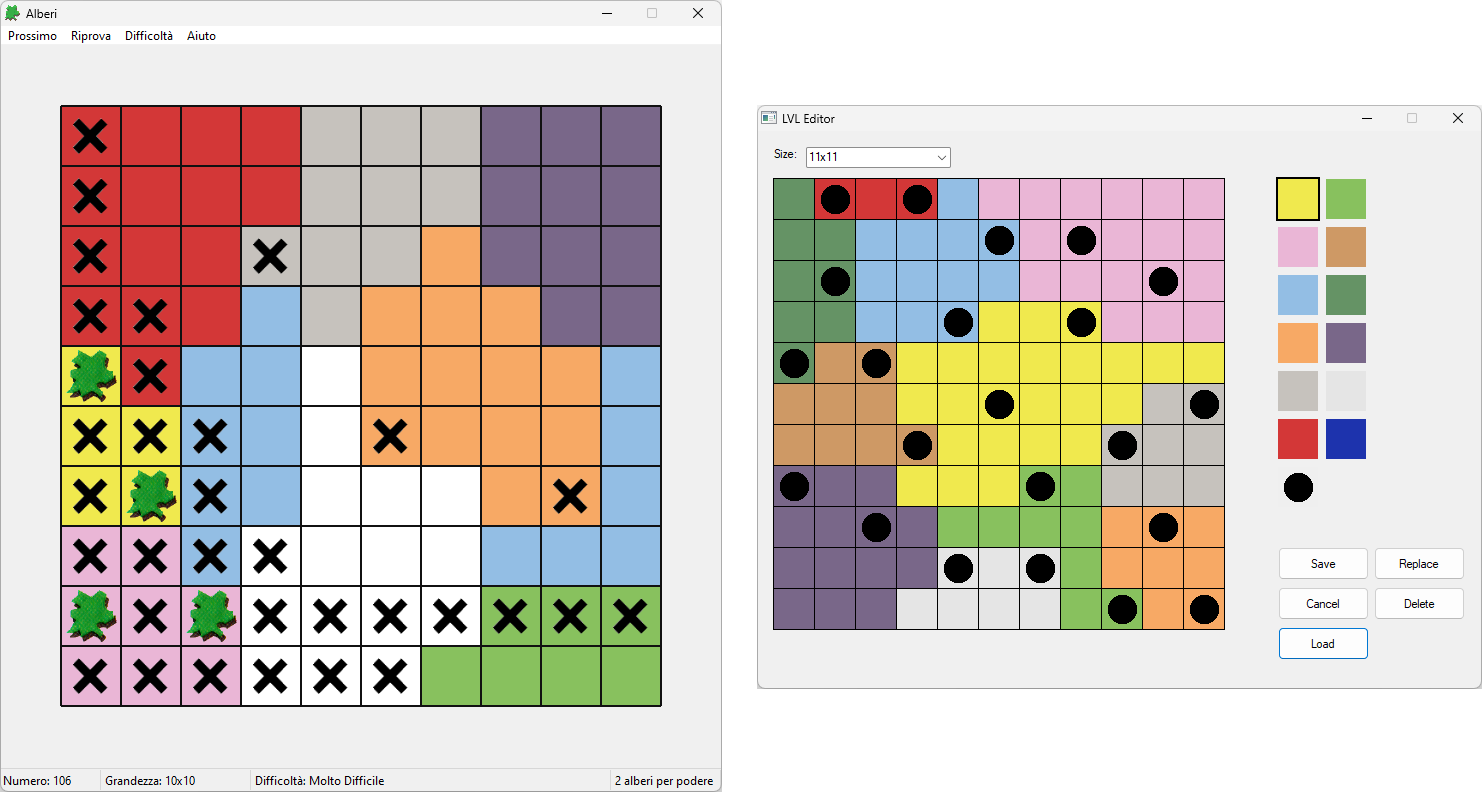 Alberi
Prossimo Riprova Difficoltà Aiuto
Numero: 106 Grandezza: 10x10 Difficoltà: Molto Difficile 2 alberi per podere
LVL Editor
Size: 11x11
Save Replace
Cancel Delete
Load